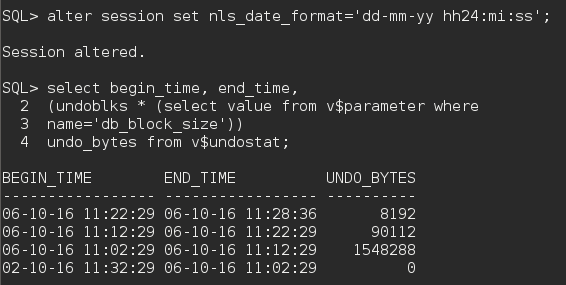 SQL> alter session set nls_date_format='dd-mm-yy hh24:mi:ss';
Session altered.
SQL> select begin_time, end_time,
  2  (undoblks * (select value from v$parameter where
  3  name='db_block_size'))
  4  undo_bytes from v$undostat;
BEGIN_TIME        END_TIME          UNDO_BYTES
----------------- ----------------- ----------
06-10-16 11:22:29 06-10-16 11:28:36       8192
06-10-16 11:12:29 06-10-16 11:22:29      90112
06-10-16 11:02:29 06-10-16 11:12:29    1548288
02-10-16 11:32:29 06-10-16 11:02:29          0